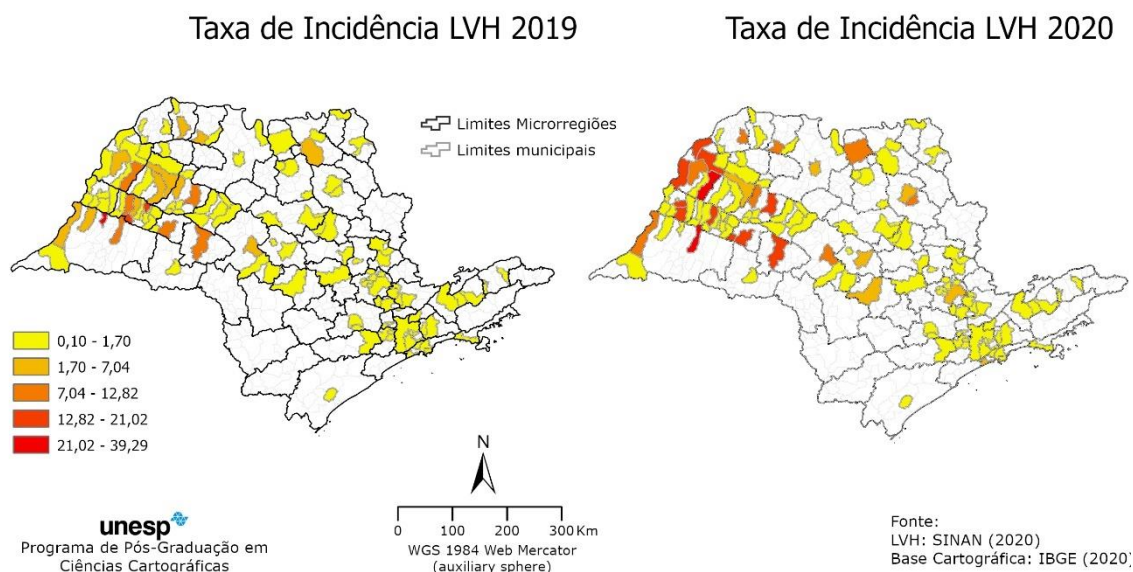 Taxa de Incidência LVH 2019
Taxa de Incidência LVH 2020
Limites Microrregiões
Limites municipais
0,10 - 1,70
1,70 - 7,04
7,04 - 12,82
12,82 - 21,02
21,02 - 39,29
N
0 100 200 300 Km
WGS 1984 Web Mercator
(auxiliary sphere)
unesp
Programa de Pós-Graduação em
Ciências Cartográficas
Fonte:
LVH: SINAN (2020)
Base Cartográfica: IBGE (2020)